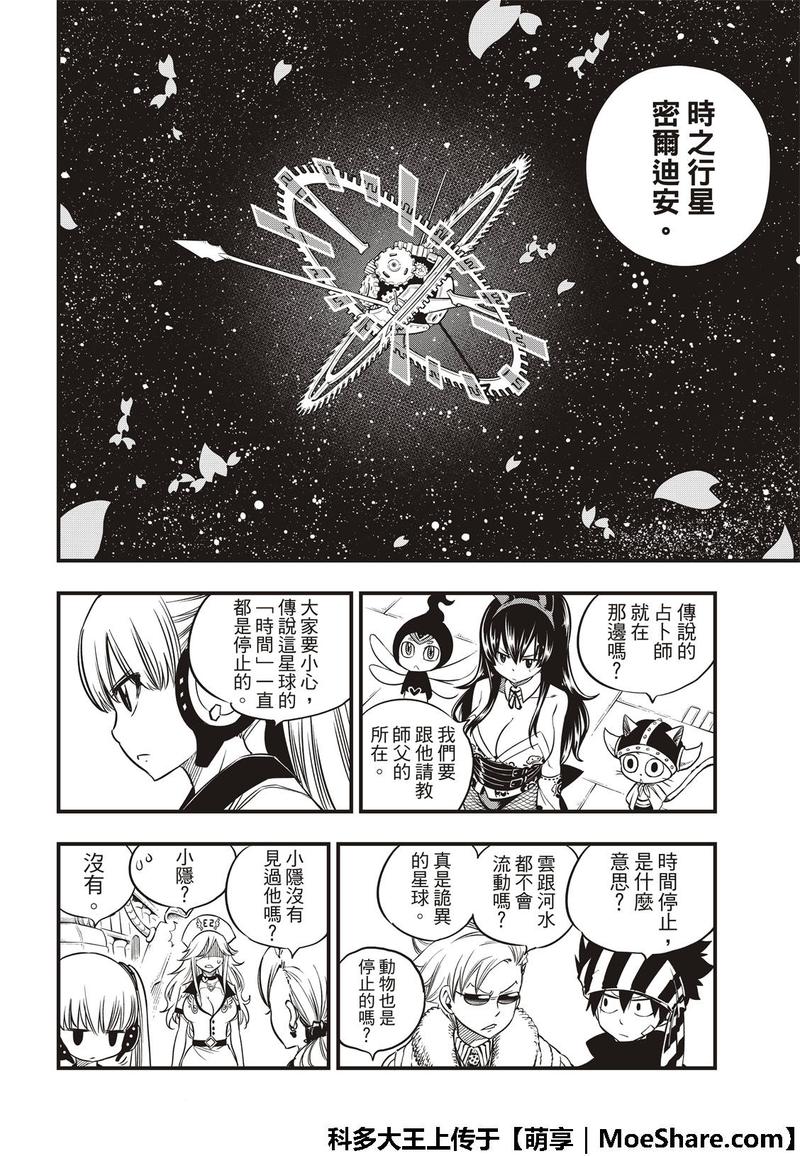 時之行星
密爾迪安。
傳說的
占卜師
就在
那邊嗎?
我們要
跟他請教
師父的
所在。
大家要小心,
傳說這星球的
「時間」一直
都是停止的。
時間停止,
是什麼
意思?
雲跟河水
都不會
流動嗎?
真是詭異
的星球。
動物也是
停止的嗎?
小隱沒有
見過他嗎?
小隱?
沒有。
EZ
科多大王上传于【萌享|MoeShare.com】